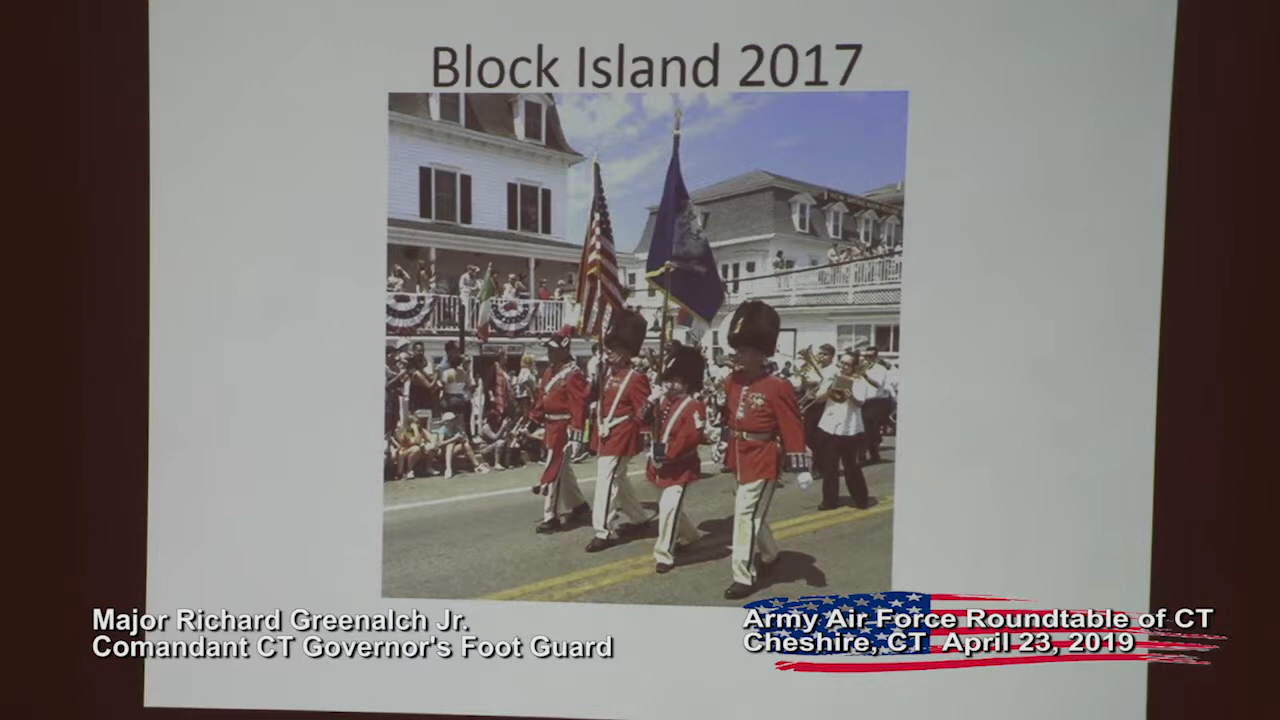 Block Island 2017
Major Richard Greenalch Jr.
Comandant CT Governor's Foot Guard
Army Air Force Roundtable of CT
Cheshire, CT April 23, 2019